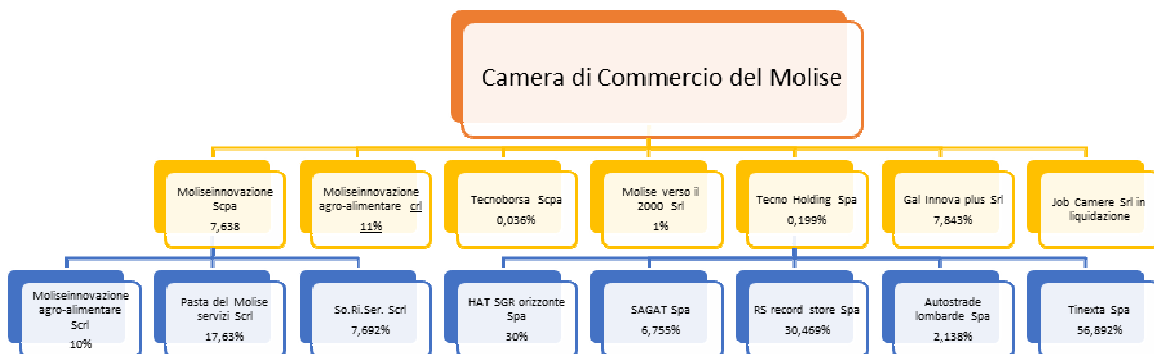 Camera di Commercio del Molise
Moliseinnovazione
Scpa
7,638
Moliseinnovazione
agro-alimentare crl
11%
Tecnoborsa Scpa
0,036%
Molise verso il
2000 Srl
1%
Tecno Holding Spa
0,199%
Gal Innova plus Srl
7,843%
Job Camere Srl in
liquidazione
Moliseinnovazione
agro-alimentare
Scrl
10%
Pasta del Molise
servizi Scrl
17,63%
So.Ri.Ser. Scrl
7,692%
HAT SGR orizzonte
Spa
30%
SAGAT Spa
6,755%
RS record store Spa
30,469%
Autostrade
lombarde Spa
2,138%
Tinexta Spa
56,892%